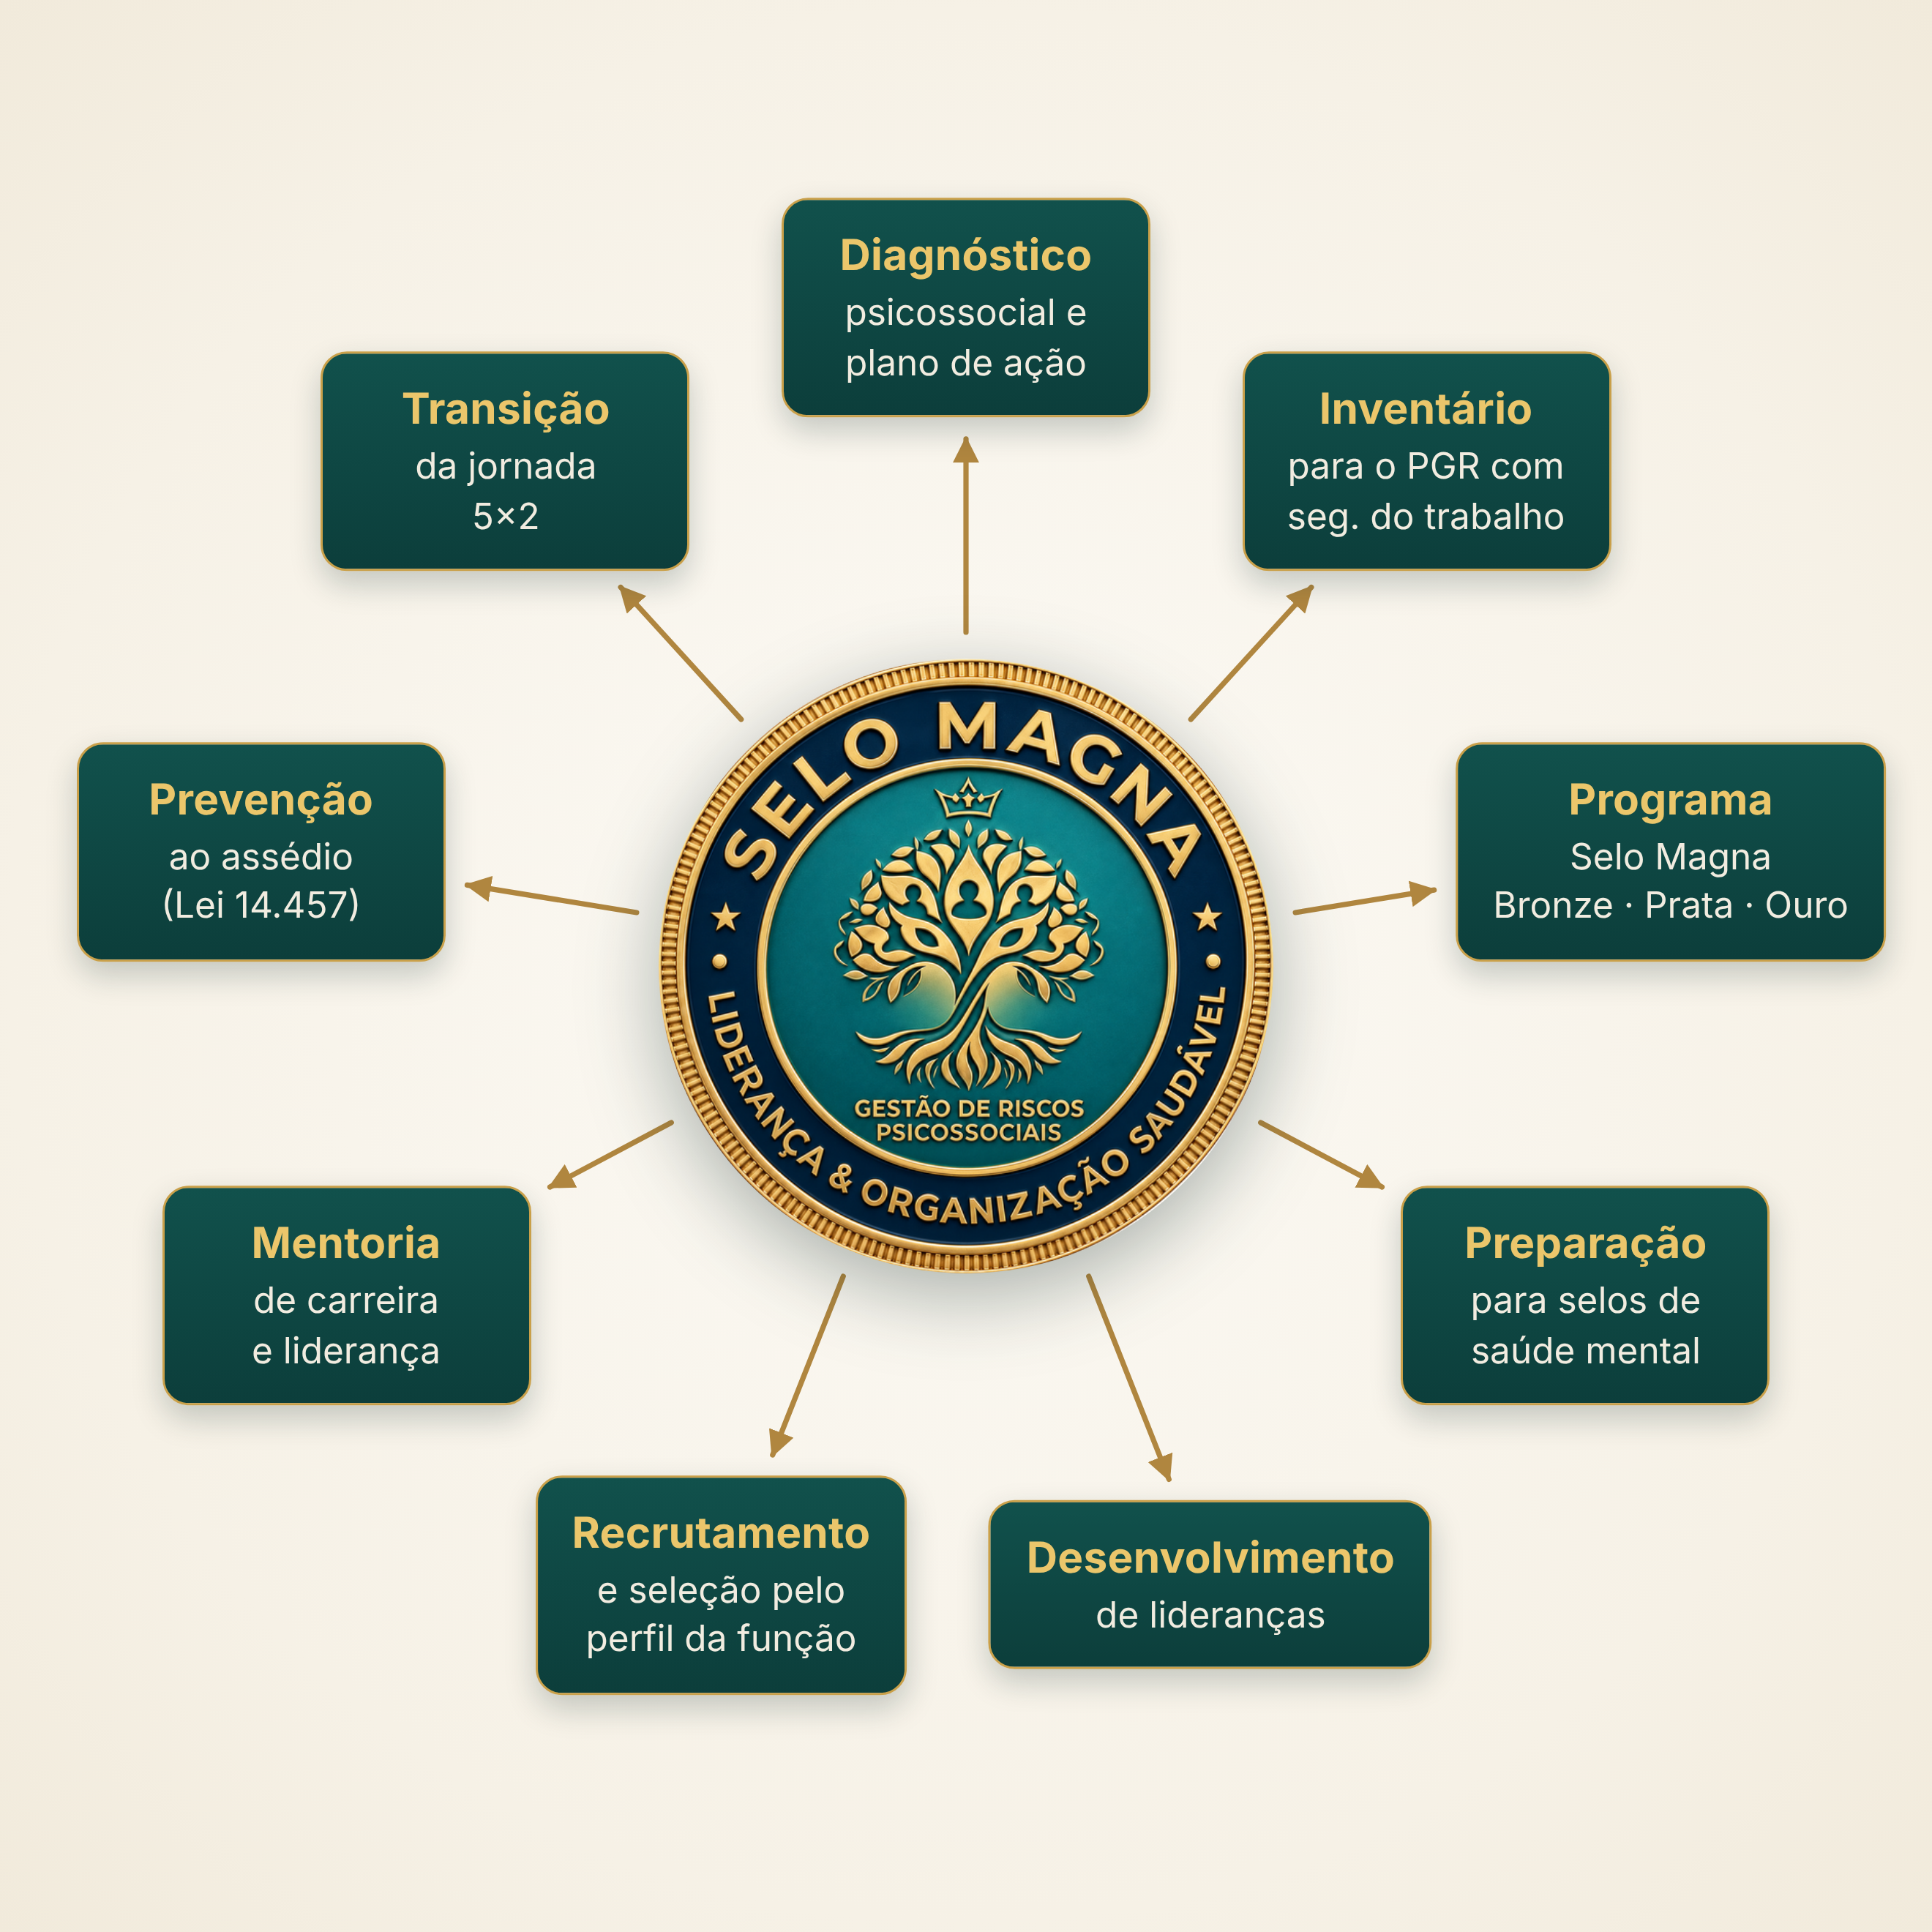 Diagnóstico
psicossocial e
plano de ação
Transição
da jornada
5×2
Inventário
para o PGR com
seg. do trabalho
Prevenção
ao assédio
(Lei 14.457)
SELO MAGNA
GESTÃO DE RISCOS
PSICOSSOCIAIS
LIDERANÇA & ORGANIZAÇÃO SAUDÁVEL
Programa
Selo Magna
Bronze · Prata · Ouro
Mentoria
de carreira
e liderança
Preparação
para selos de
saúde mental
Recrutamento
e seleção pelo
perfil da função
Desenvolvimento
de lideranças